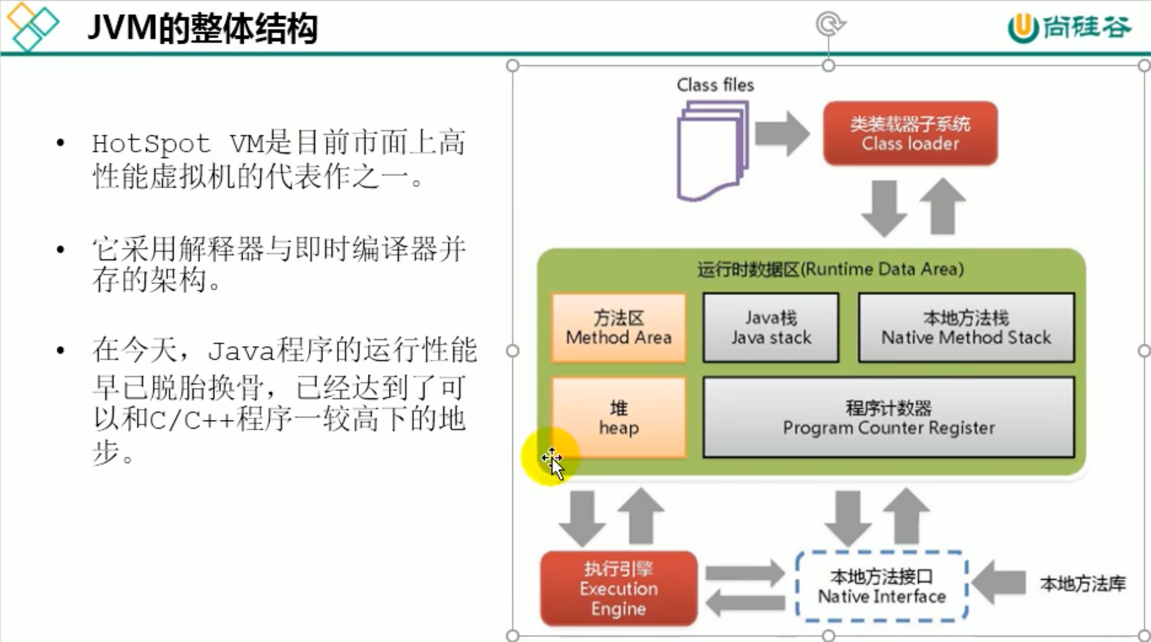 JVM的整体结构
尚硅谷
• HotSpot VM是目前市面上高
性能虚拟机的代表作之一。
• 它采用解释器与即时编译器并
存的架构。
• 在今天，Java程序的运行性能
早已脱胎换骨，已经达到了可
以和C/C++程序一较高下的地
步。
Class files
类装载器子系统
Class loader
运行时数据区(Runtime Data Area)
方法区
Method Area
Java栈
Java stack
本地方法栈
Native Method Stack
堆
heap
程序计数器
Program Counter Register
执行引擎
Execution
Engine
本地方法接口
Native Interface
本地方法库